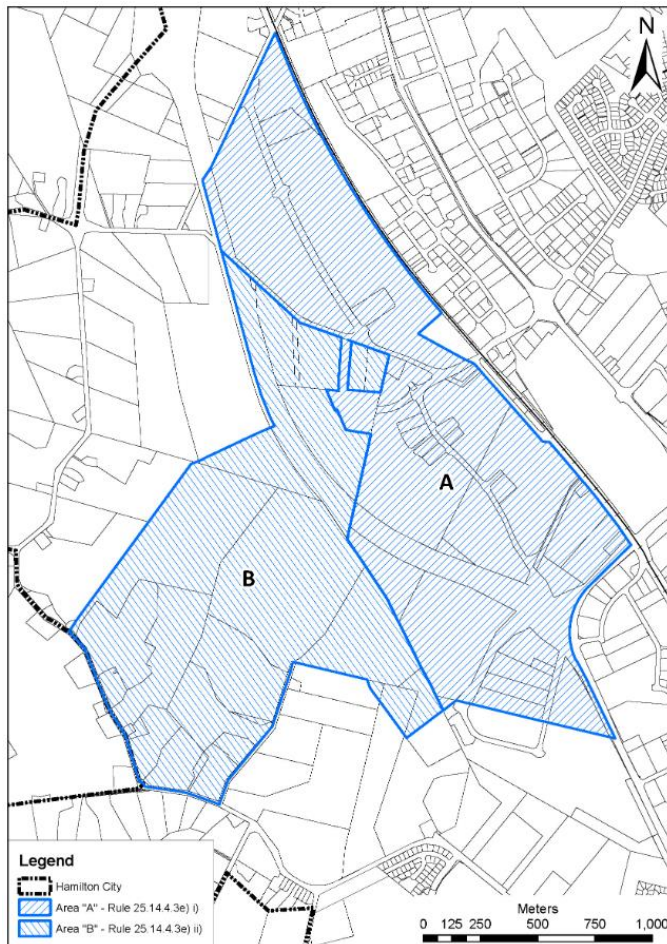 N
A
B
Legend
Hamilton City
Area "A" - Rule 25.14.4.3e) i)
Area "B" - Rule 25.14.4.3e) ii)
Meters
0 125 250 500 750 1,000